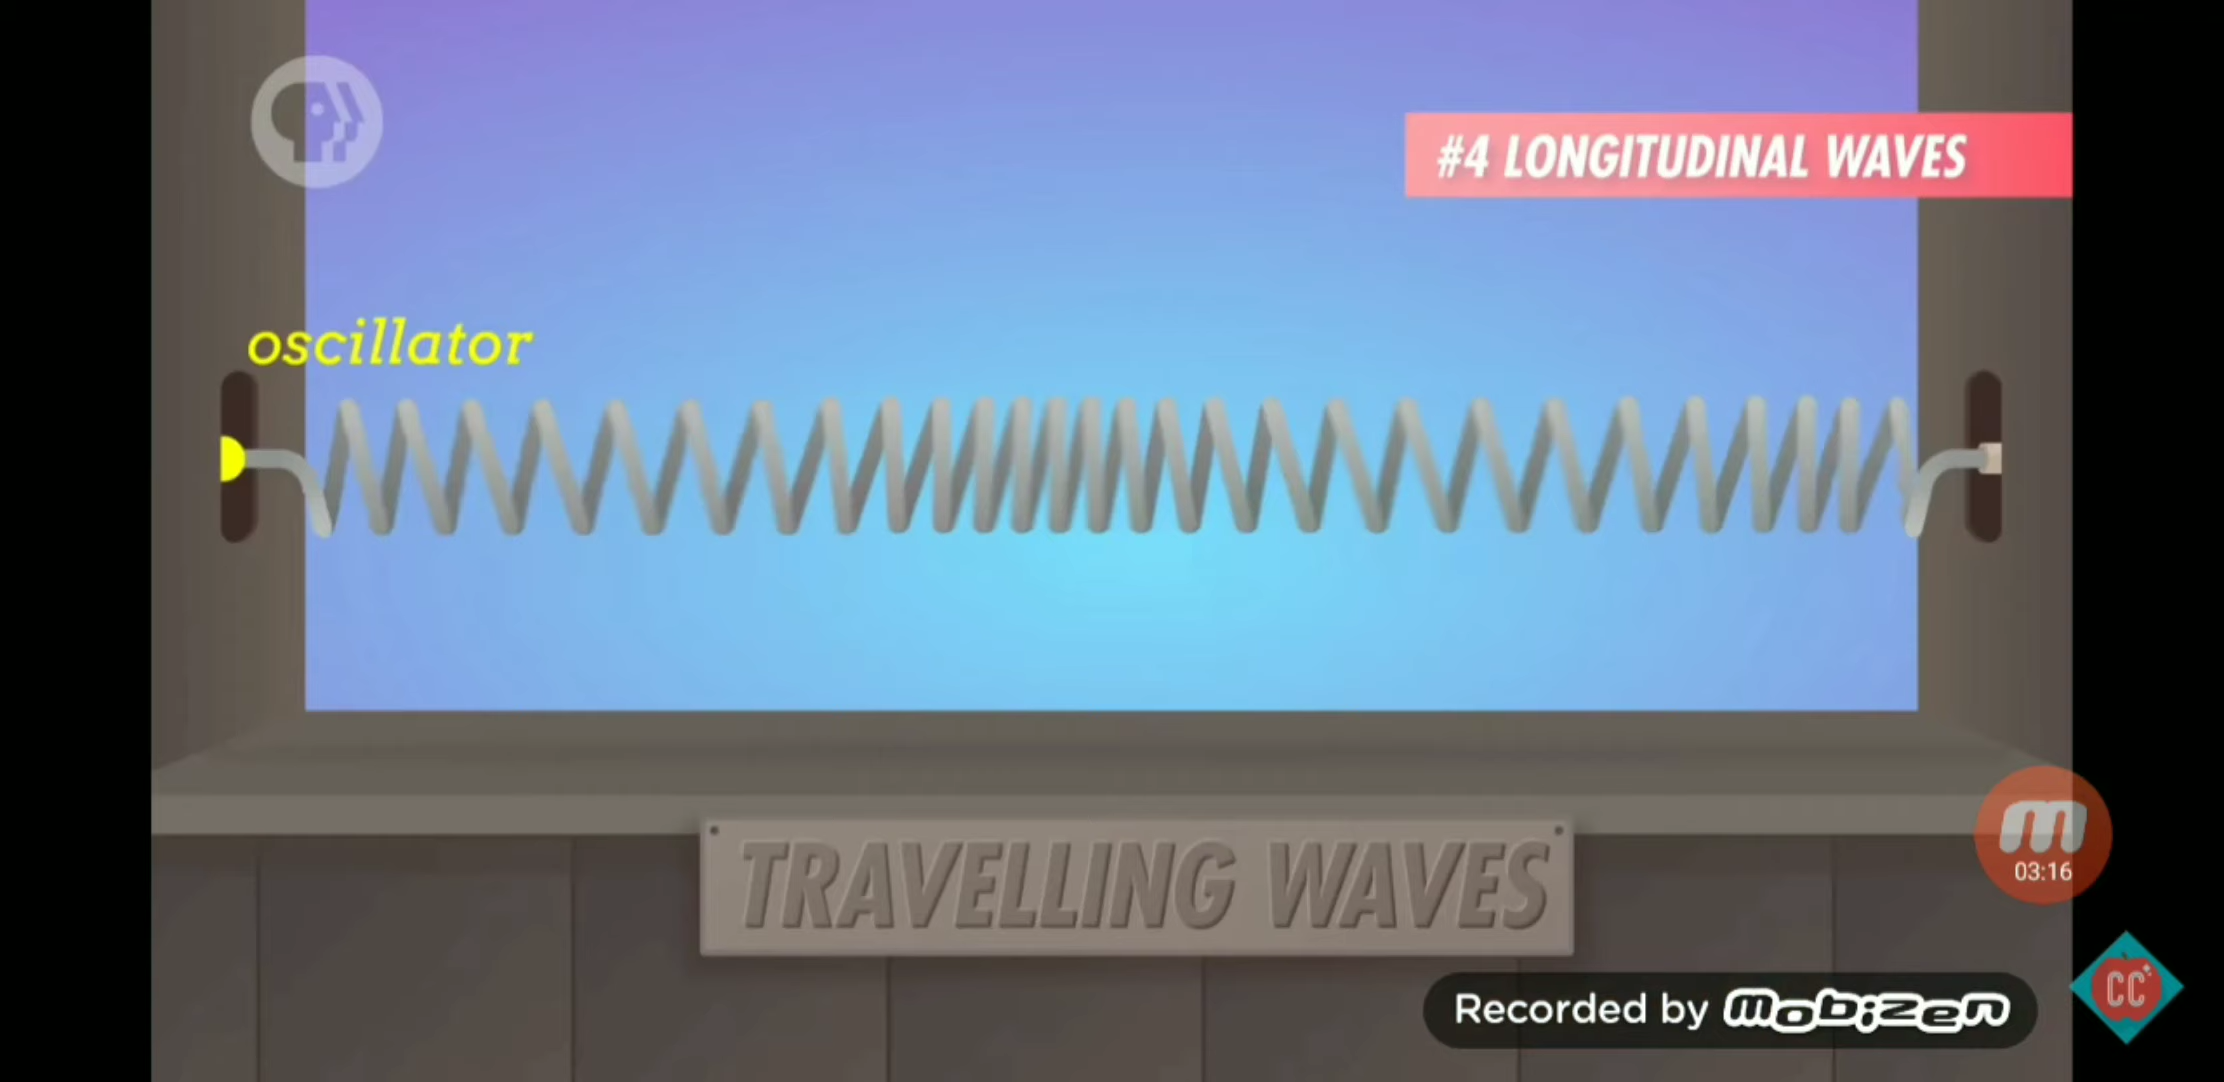 #4 LONGITUDINAL WAVES
oscillator
TRAVELLING WAVES
03:16
CC
Recorded by mobizen